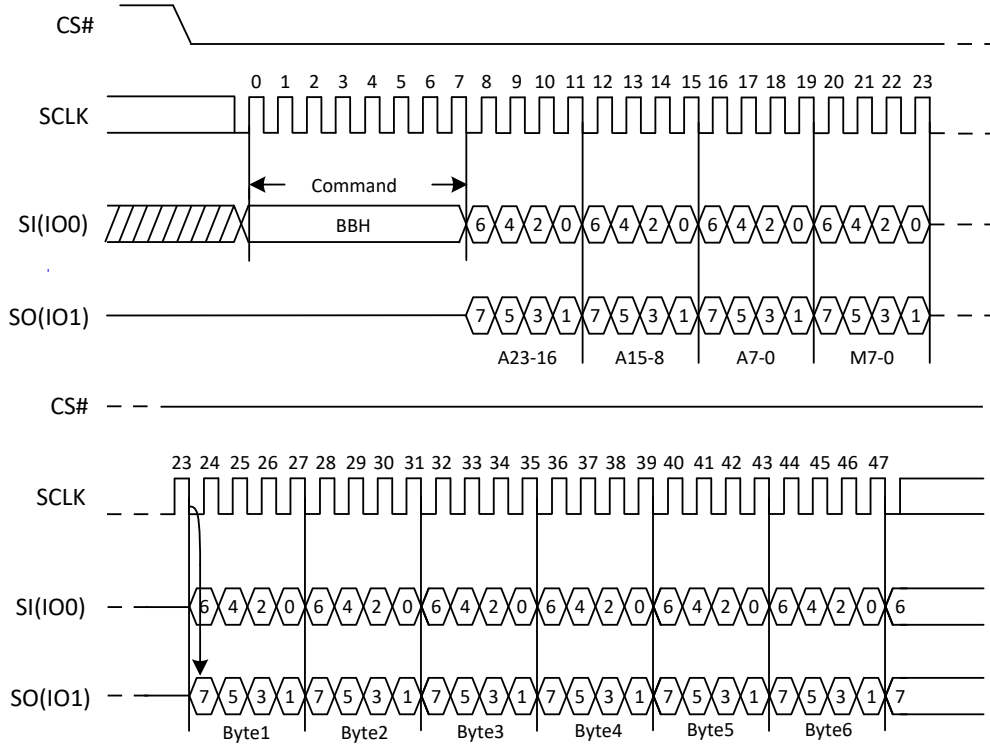 CS#
0 1 2 3 4 5 6 7 8 9 10 11 12 13 14 15 16 17 18 19 20 21 22 23
SCLK
Command
SI(IO0) BBH 6 4 2 0 6 4 2 0 6 4 2 0 6 4 2 0
SO(IO1) 7 5 3 1 7 5 3 1 7 5 3 1 7 5 3 1
A23-16 A15-8 A7-0 M7-0
CS#
23 24 25 26 27 28 29 30 31 32 33 34 35 36 37 38 39 40 41 42 43 44 45 46 47
SCLK
SI(IO0) 6 4 2 0 6 4 2 0 6 4 2 0 6 4 2 0 6 4 2 0 6 4 2 0 6
SO(IO1) 7 5 3 1 7 5 3 1 7 5 3 1 7 5 3 1 7 5 3 1 7 5 3 1 7
Byte1 Byte2 Byte3 Byte4 Byte5 Byte6